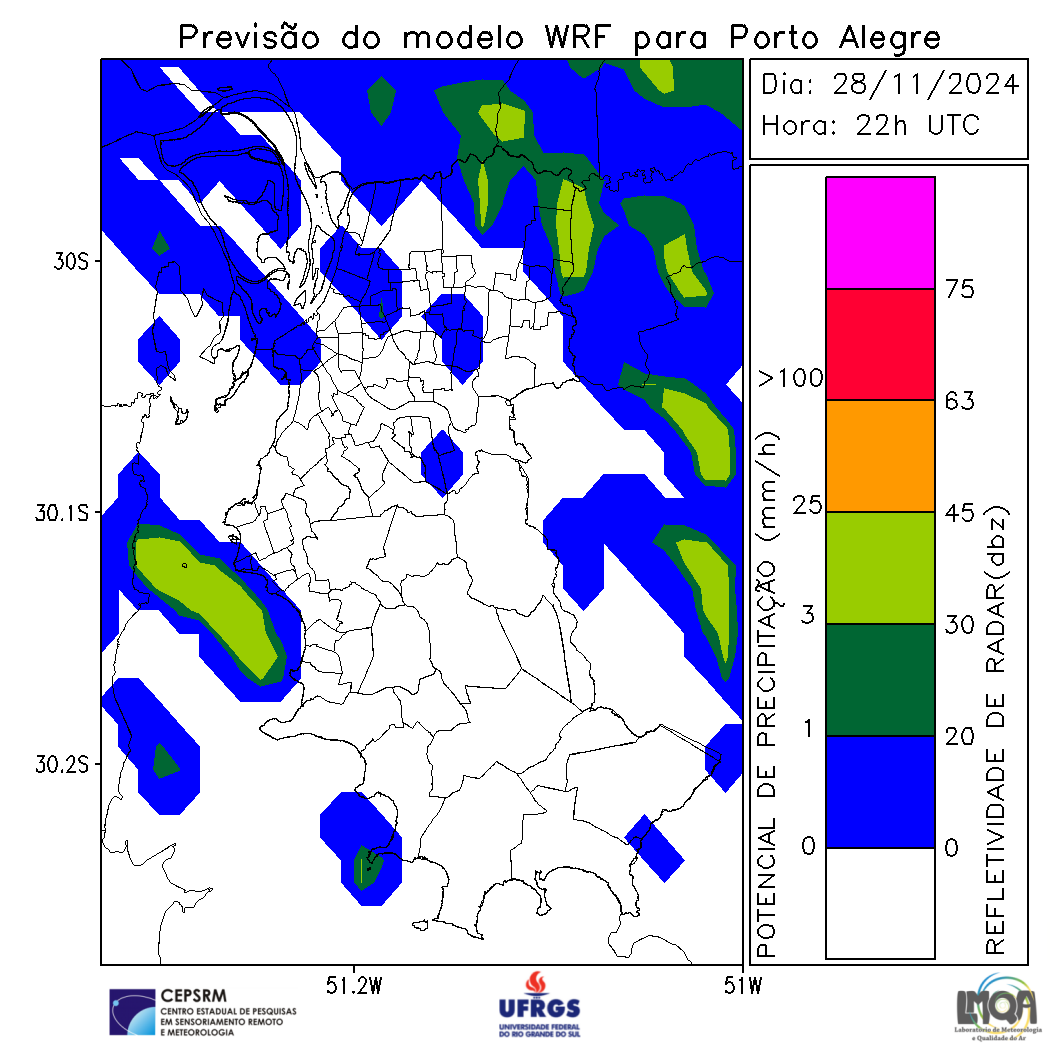 Previsão do modelo WRF para Porto Alegre
Dia: 28/11/2024
Hora: 22h UTC
30S
30.1S
30.2S
51.2W
51W
POTENCIAL DE PRECIPITAÇÃO (mm/h)
>100
25
3
1
0
75
63
45
30
20
0
REFLETIVIDADE DE RADAR(dbz)
CEPSRM
CENTRO ESTADUAL DE PESQUISAS
EM SENSORIAMENTO REMOTO
E METEOROLOGIA
UFRGS
UNIVERSIDADE FEDERAL
DO RIO GRANDE DO SUL
LMQA
Laboratório de Meteorologia
e Qualidade do Ar